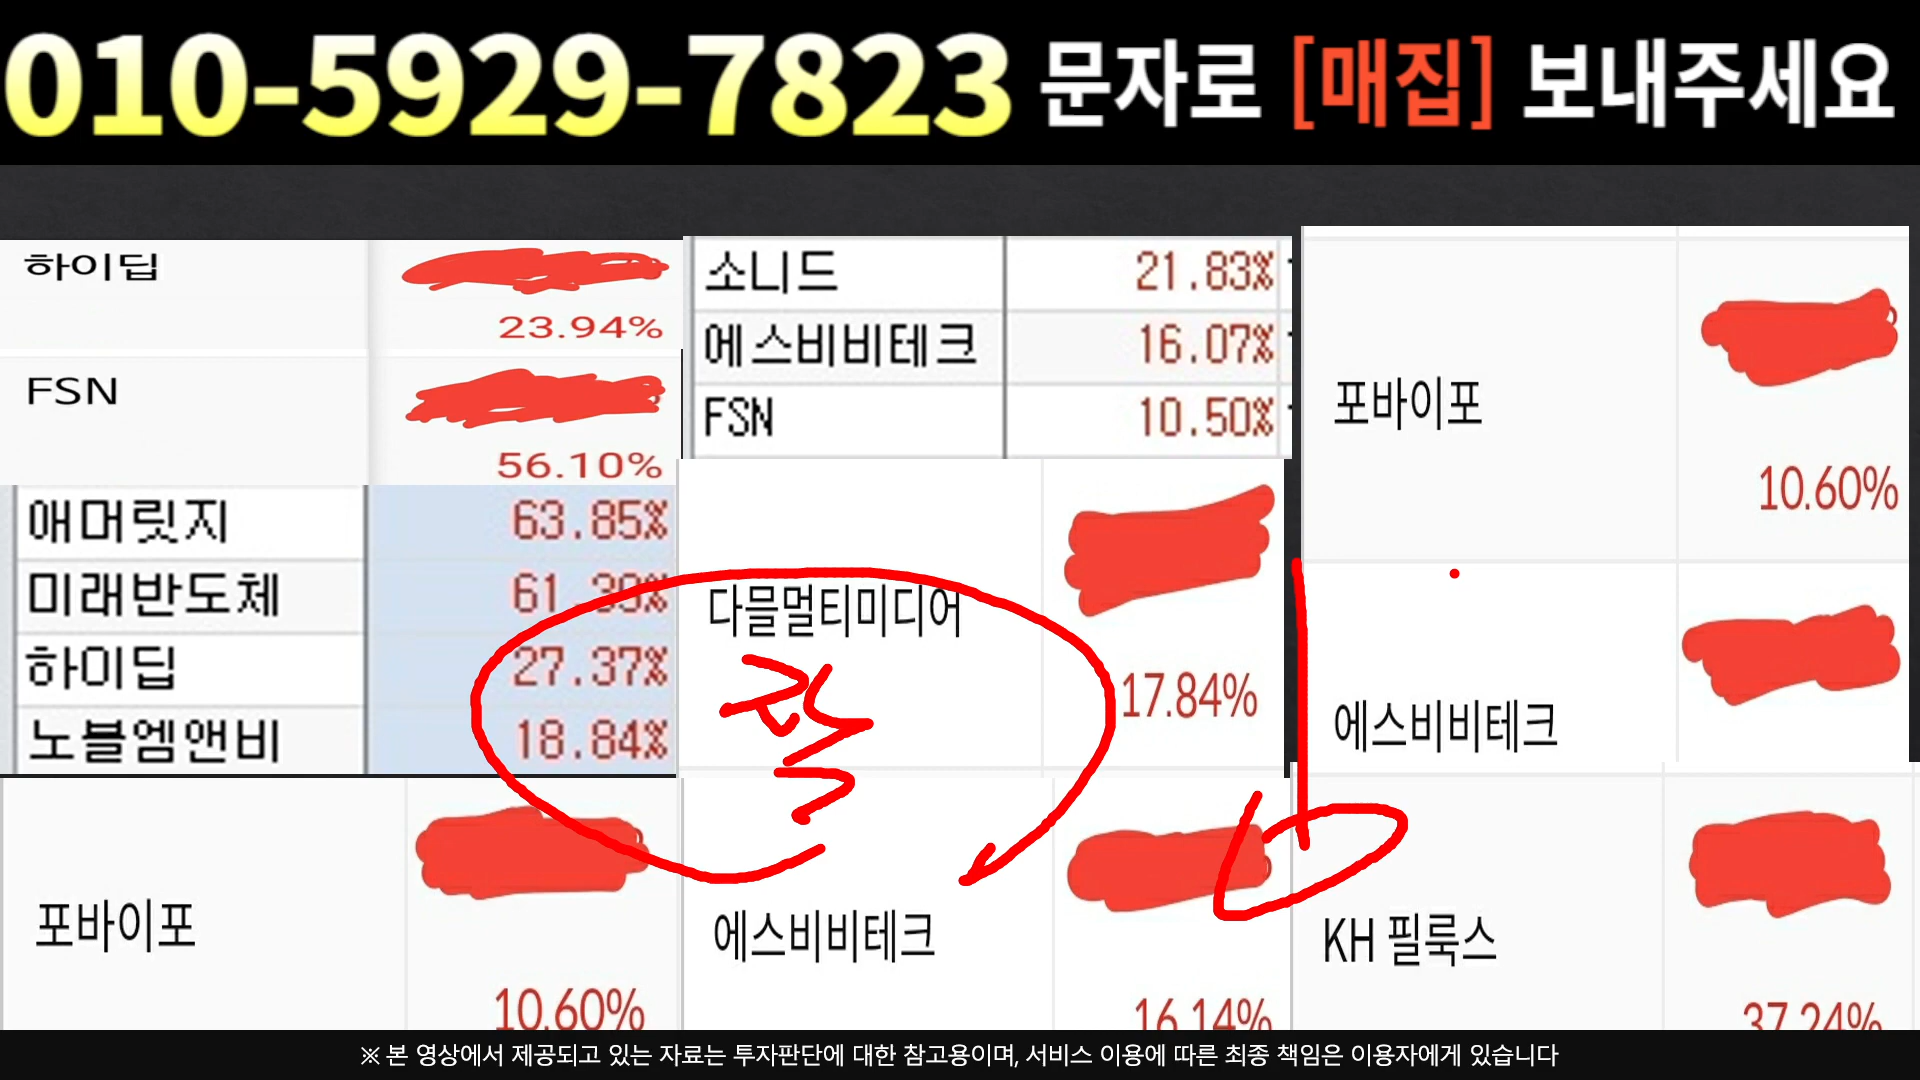 010-5929-7823 문자로 [매집] 보내주세요
하이딥
23.94%
FSN
56.10%
애머릿지 63.85%
미래반도체 61.39%
하이딥 27.37%
노블엠앤비 18.84%
소니드 21.83%
에스비비테크 16.07%
FSN 10.50%
다믈멀티미디어
17.84%
포바이포
10.60%
에스비비테크
포바이포
10.60%
에스비비테크
16.14%
KH 필룩스
37.24%
※ 본 영상에서 제공되고 있는 자료는 투자판단에 대한 참고용이며, 서비스 이용에 따른 최종 책임은 이용자에게 있습니다